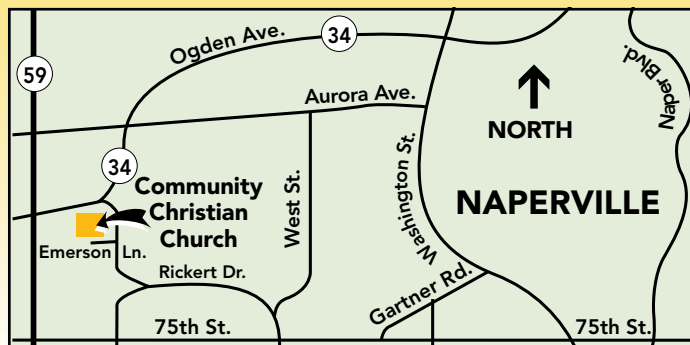 Ogden Ave.
34
59
Naper Blvd.
Aurora Ave.
NORTH
34
Community
Christian
Church
West St.
Washington St.
NAPERVILLE
Emerson Ln.
Rickert Dr.
Gartner Rd.
75th St.
75th St.